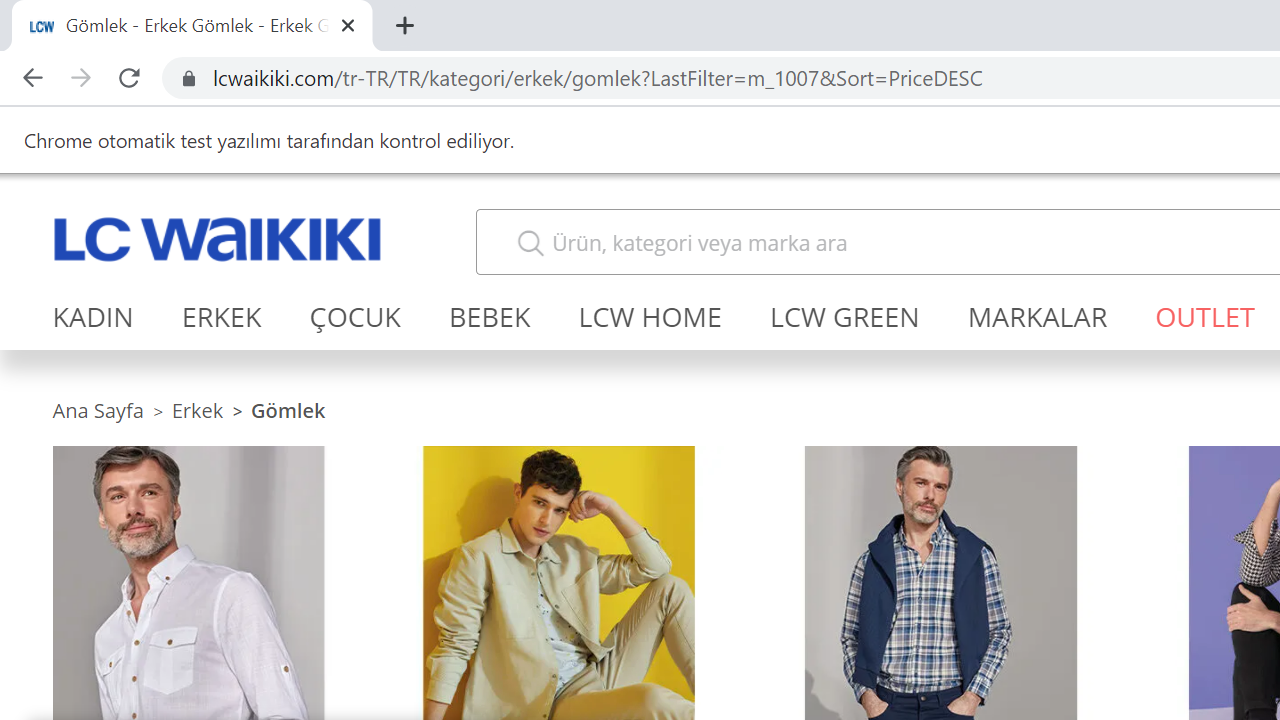 LCW Gömlek - Erkek Gömlek - Erkek G
lcwaikiki.com/tr-TR/TR/kategori/erkek/gomlek?LastFilter=m_1007&Sort=PriceDESC
Chrome otomatik test yazılımı tarafından kontrol ediliyor.
LC WAIKIKI
Ürün, kategori veya marka ara
KADIN ERKEK ÇOCUK BEBEK LCW HOME LCW GREEN MARKALAR OUTLET
Ana Sayfa > Erkek > Gömlek